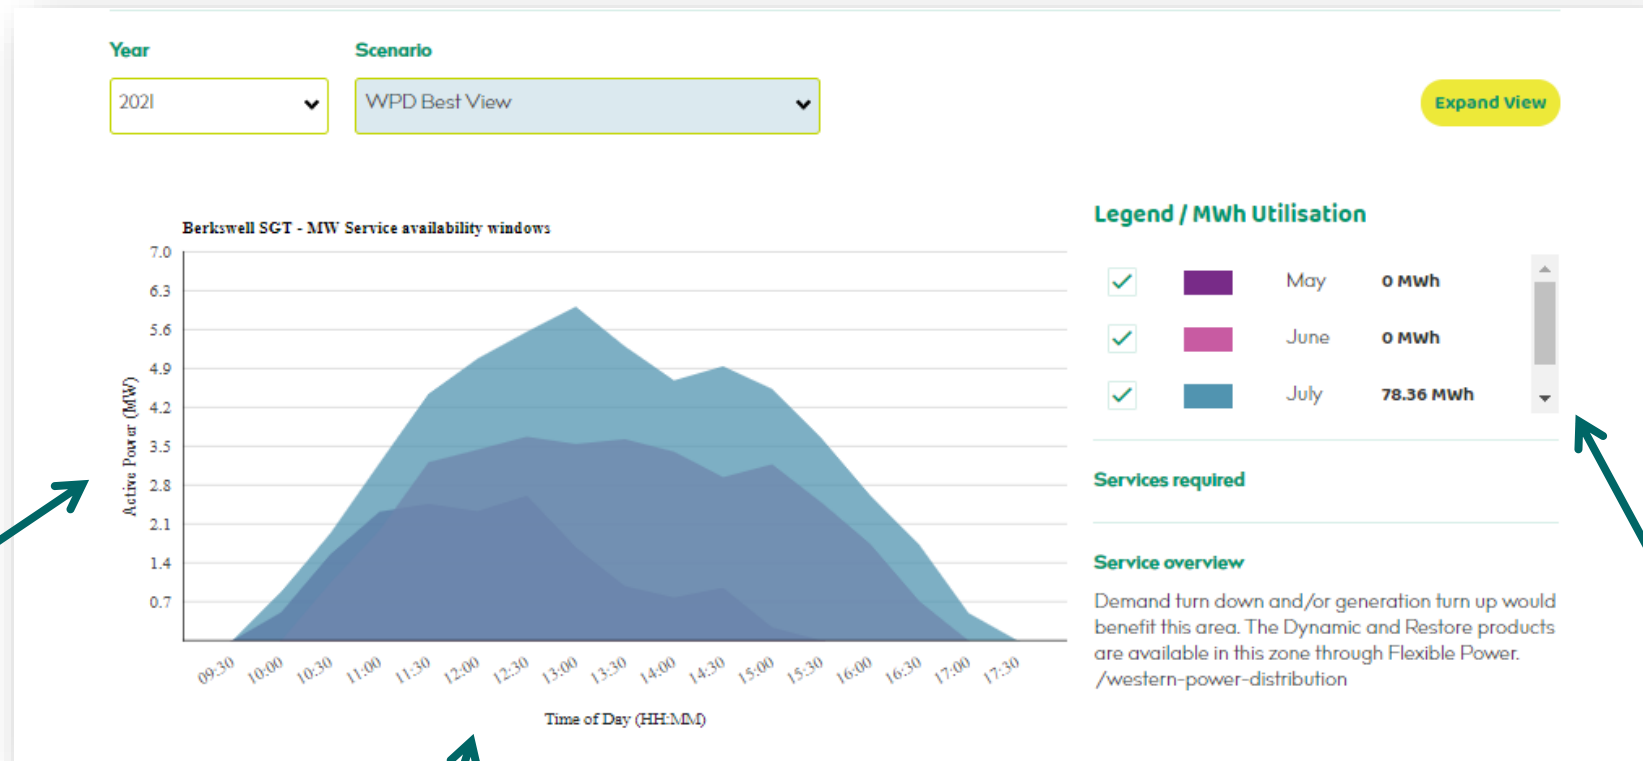 Year
Scenario
2021
WPD Best View
Expand View
Berkswell SGT - MW Service availability windows
7.0
6.3
5.6
4.9
4.2
3.5
2.8
2.1
1.4
0.7
Active Power (MW)
09:30 10:00 10:30 11:00 11:30 12:00 12:30 13:00 13:30 14:00 14:30 15:00 15:30 16:00 16:30 17:00 17:30
Time of Day (HH:MM)
Legend / MWh Utilisation
May 0 MWh
June 0 MWh
July 78.36 MWh
Services required
Service overview
Demand turn down and/or generation turn up would
benefit this area. The Dynamic and Restore products
are available in this zone through Flexible Power.
/western-power-distribution